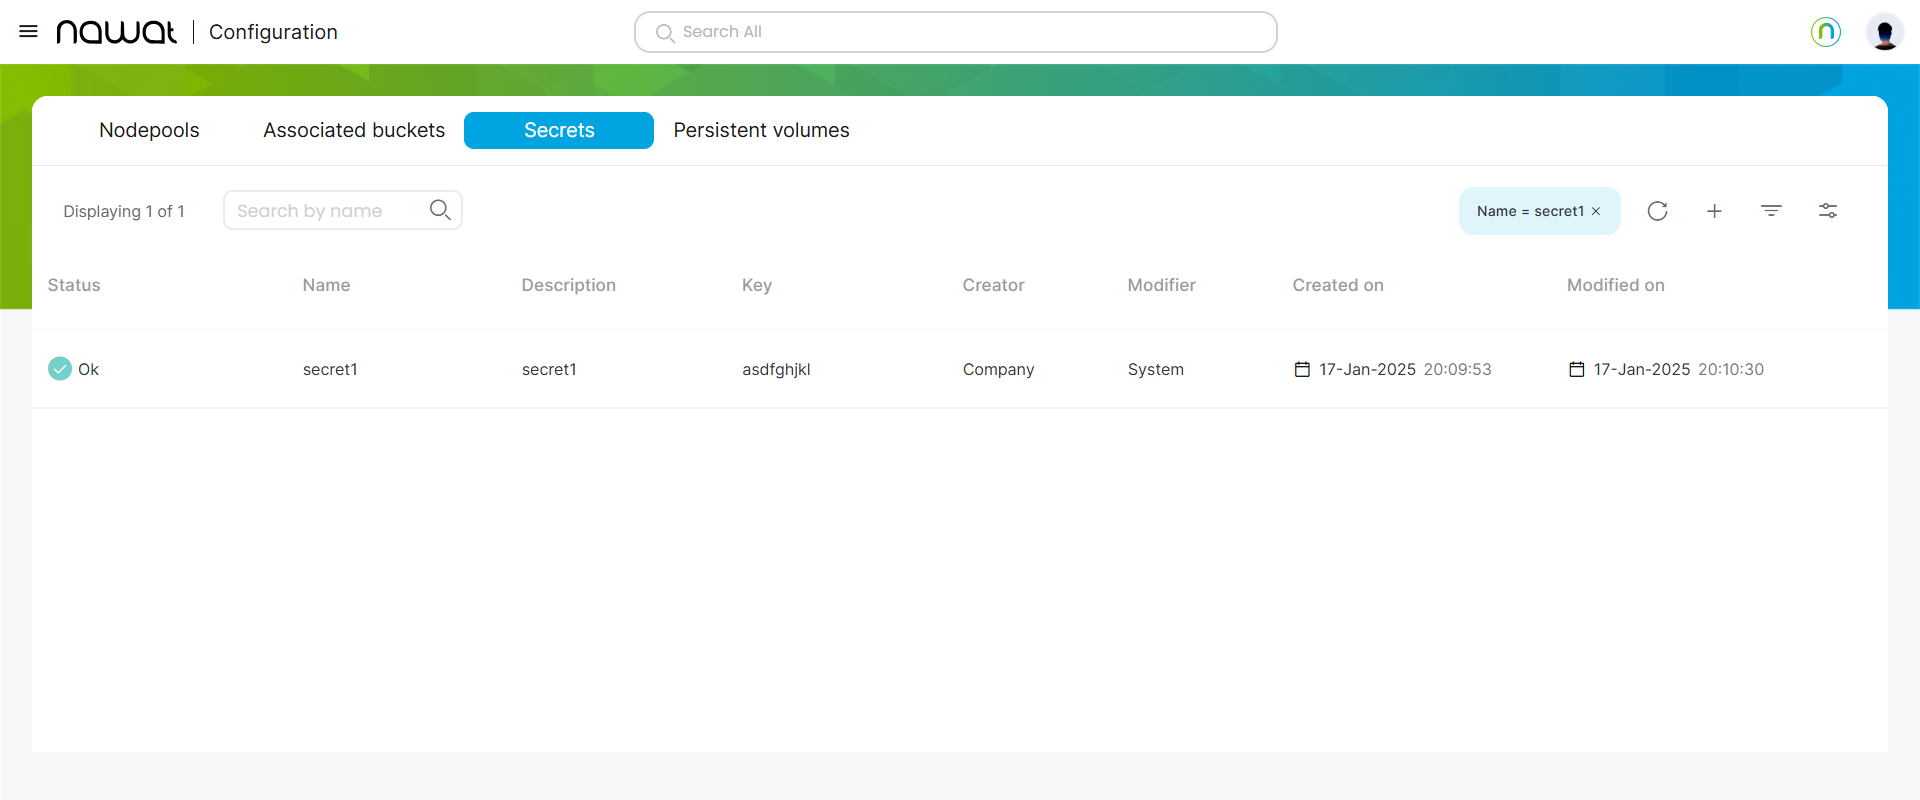 nawat | Configuration
Search All
Nodepools Associated buckets Secrets Persistent volumes
Displaying 1 of 1 Search by name Name = secret1 ×
Status Name Description Key Creator Modifier Created on Modified on
Ok secret1 secret1 asdfghjkl Company System 17-Jan-2025 20:09:53 17-Jan-2025 20:10:30